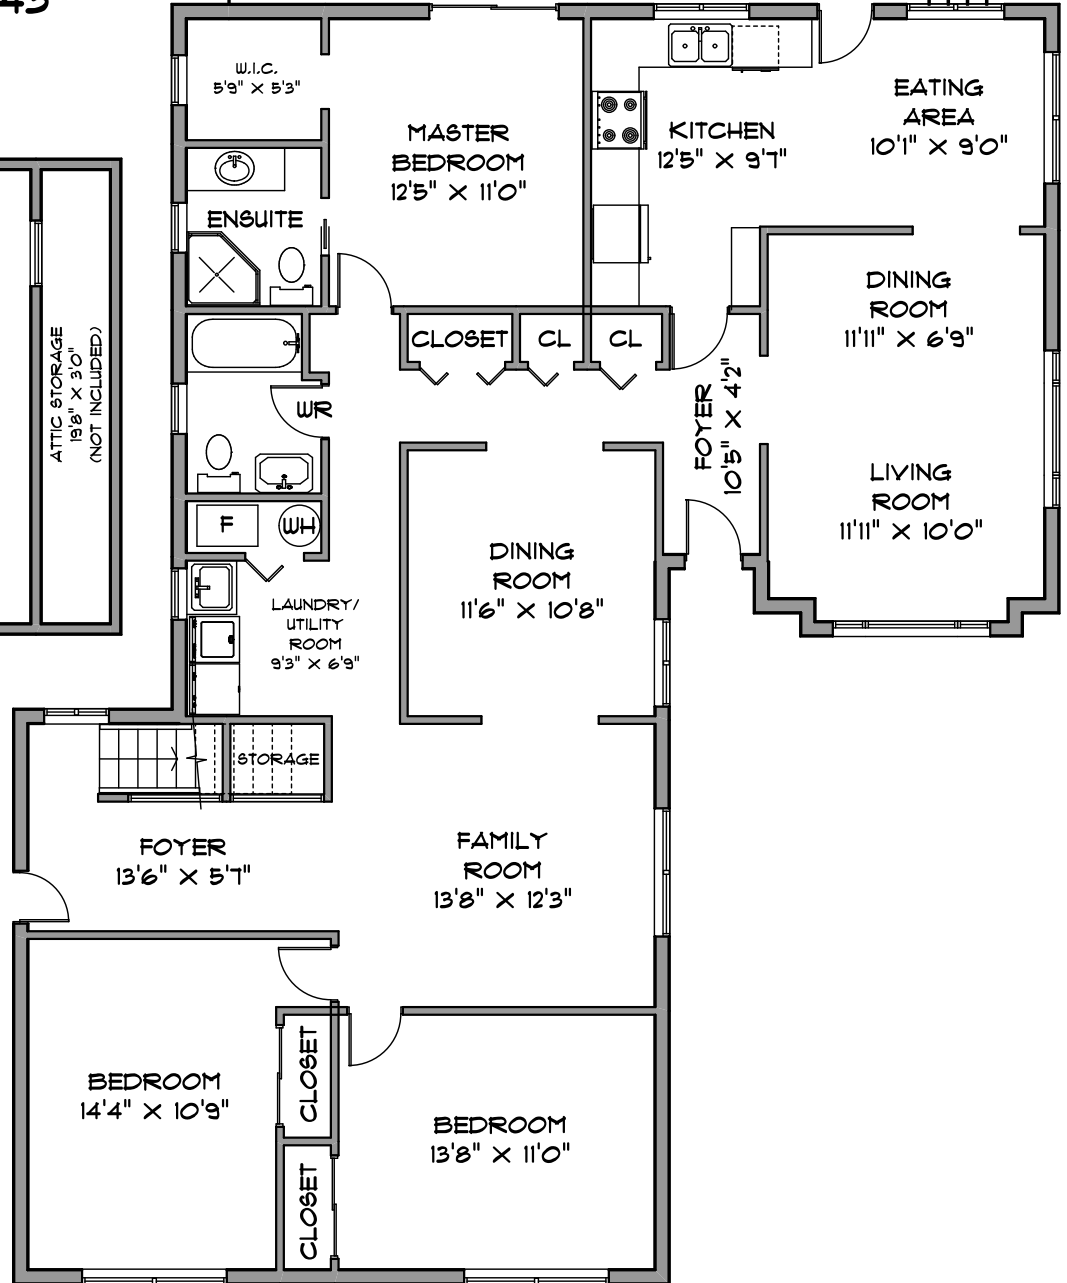 W.I.C.
5'9" X 5'3"
MASTER
BEDROOM
12'5" X 11'0"
KITCHEN
12'5" X 9'7"
EATING
AREA
10'1" X 9'0"
ENSUITE
DINING
ROOM
11'11" X 6'9"
CLOSET
CL
CL
ATTIC STORAGE
19'8" X 3'0"
(NOT INCLUDED)
WR
FOYER
10'5" X 4'2"
LIVING
ROOM
11'11" X 10'0"
F
WH
DINING
ROOM
11'6" X 10'8"
LAUNDRY/
UTILITY
ROOM
9'3" X 6'9"
STORAGE
FOYER
13'6" X 5'7"
FAMILY
ROOM
13'8" X 12'3"
BEDROOM
14'4" X 10'9"
CLOSET
BEDROOM
13'8" X 11'0"
CLOSET